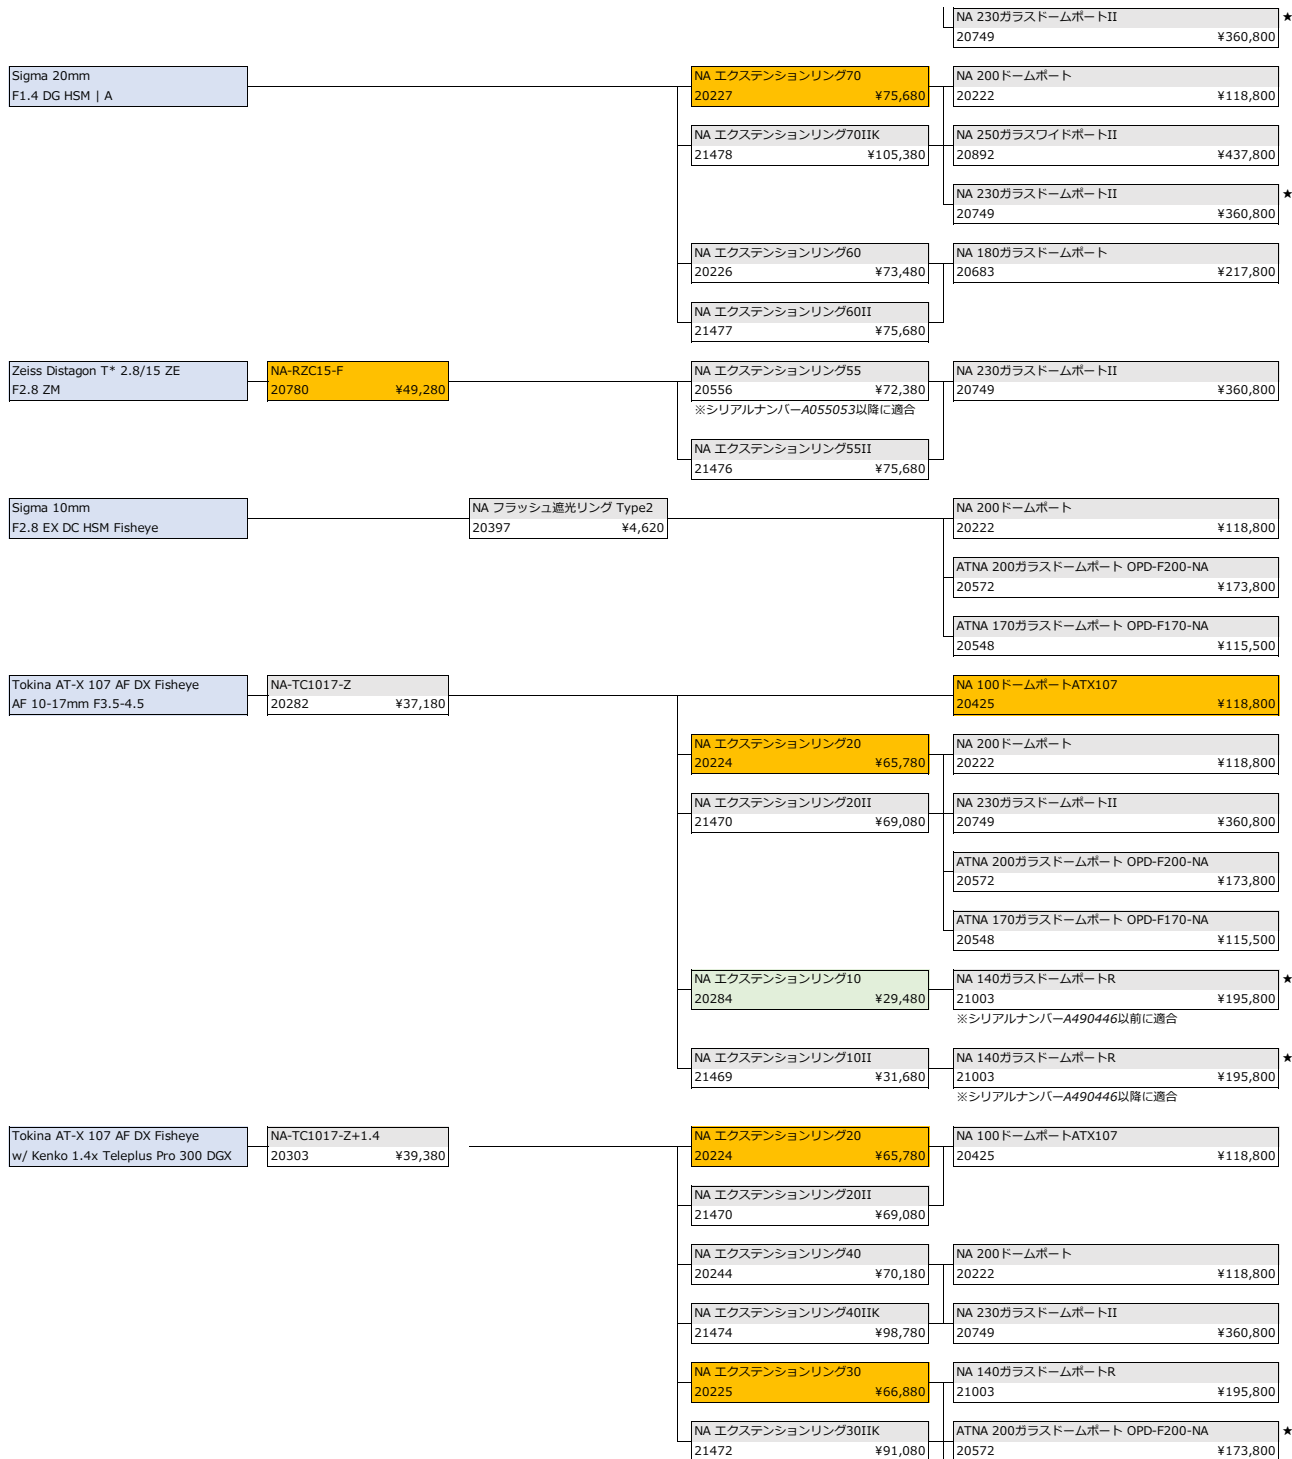 NA 230ガラスドームポートII ★
20749 ¥360,800
Sigma 20mm
F1.4 DG HSM | A
NA エクステンションリング70
20227 ¥75,680
NA 200ドームポート
20222 ¥118,800
NA エクステンションリング70IIK
21478 ¥105,380
NA 250ガラスワイドポートII
20892 ¥437,800
NA 230ガラスドームポートII ★
20749 ¥360,800
NA エクステンションリング60
20226 ¥73,480
NA 180ガラスドームポート
20683 ¥217,800
NA エクステンションリング60II
21477 ¥75,680
Zeiss Distagon T* 2.8/15 ZE
F2.8 ZM
NA-RZC15-F
20780 ¥49,280
NA エクステンションリング55
20556 ¥72,380
※シリアルナンバーA055053以降に適合
NA 230ガラスドームポートII
20749 ¥360,800
NA エクステンションリング55II
21476 ¥75,680
Sigma 10mm
F2.8 EX DC HSM Fisheye
NA フラッシュ遮光リング Type2
20397 ¥4,620
NA 200ドームポート
20222 ¥118,800
ATNA 200ガラスドームポート OPD-F200-NA
20572 ¥173,800
ATNA 170ガラスドームポート OPD-F170-NA
20548 ¥115,500
Tokina AT-X 107 AF DX Fisheye
AF 10-17mm F3.5-4.5
NA-TC1017-Z
20282 ¥37,180
NA 100ドームポートATX107
20425 ¥118,800
NA エクステンションリング20
20224 ¥65,780
NA 200ドームポート
20222 ¥118,800
NA エクステンションリング20II
21470 ¥69,080
NA 230ガラスドームポートII
20749 ¥360,800
ATNA 200ガラスドームポート OPD-F200-NA
20572 ¥173,800
ATNA 170ガラスドームポート OPD-F170-NA
20548 ¥115,500
NA エクステンションリング10
20284 ¥29,480
NA 140ガラスドームポートR ★
21003 ¥195,800
※シリアルナンバーA490446以前に適合
NA エクステンションリング10II
21469 ¥31,680
NA 140ガラスドームポートR ★
21003 ¥195,800
※シリアルナンバーA490446以降に適合
Tokina AT-X 107 AF DX Fisheye
w/ Kenko 1.4x Teleplus Pro 300 DGX
NA-TC1017-Z+1.4
20303 ¥39,380
NA エクステンションリング20
20224 ¥65,780
NA 100ドームポートATX107
20425 ¥118,800
NA エクステンションリング20II
21470 ¥69,080
NA エクステンションリング40
20244 ¥70,180
NA 200ドームポート
20222 ¥118,800
NA エクステンションリング40IIK
21474 ¥98,780
NA 230ガラスドームポートII
20749 ¥360,800
NA エクステンションリング30
20225 ¥66,880
NA 140ガラスドームポートR
21003 ¥195,800
NA エクステンションリング30IIK
21472 ¥91,080
ATNA 200ガラスドームポート OPD-F200-NA ★
20572 ¥173,800